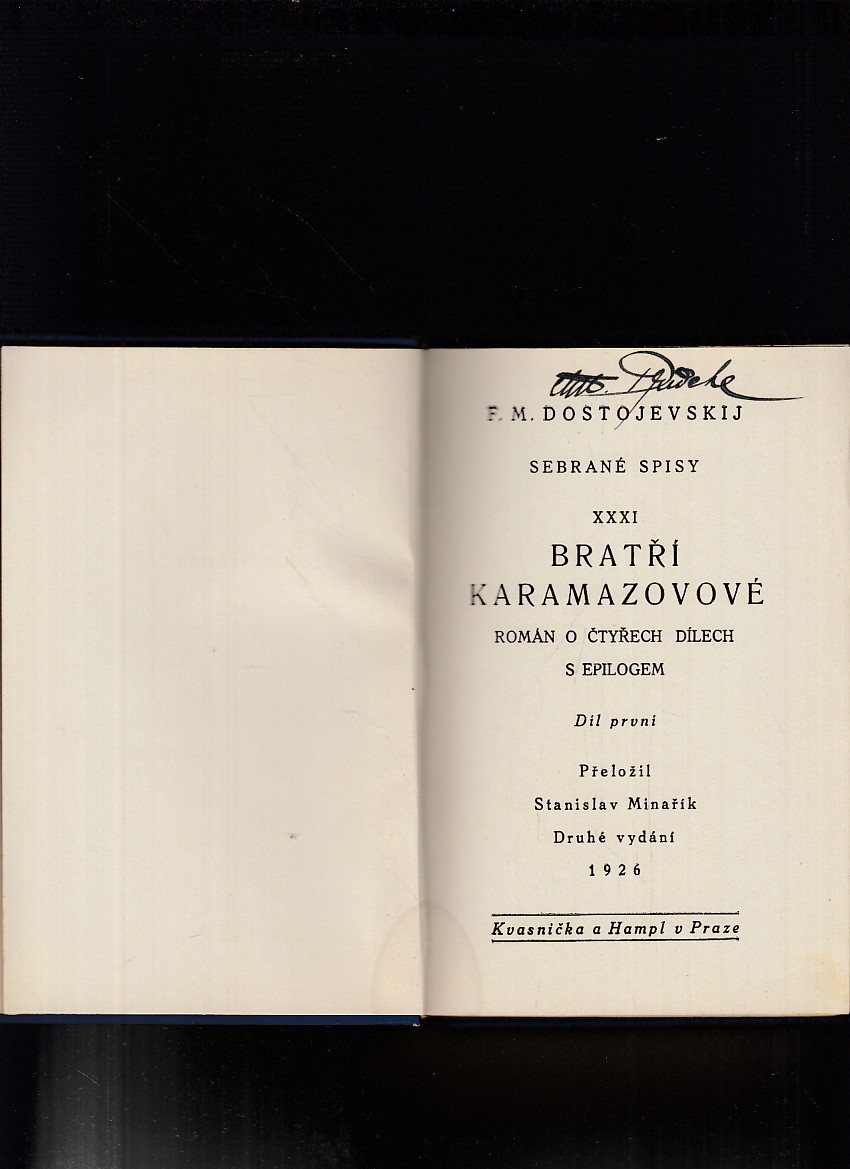 F. M. DOSTOJEVSKIJ
SEBRANÉ SPISY
XXXI
BRATŘÍ
KARAMAZOVOVÉ
ROMÁN O ČTYŘECH DÍLECH
S EPILOGEM
Díl první
Přeložil
Stanislav Minařík
Druhé vydání
1926
Kvasnička a Hampl v Praze